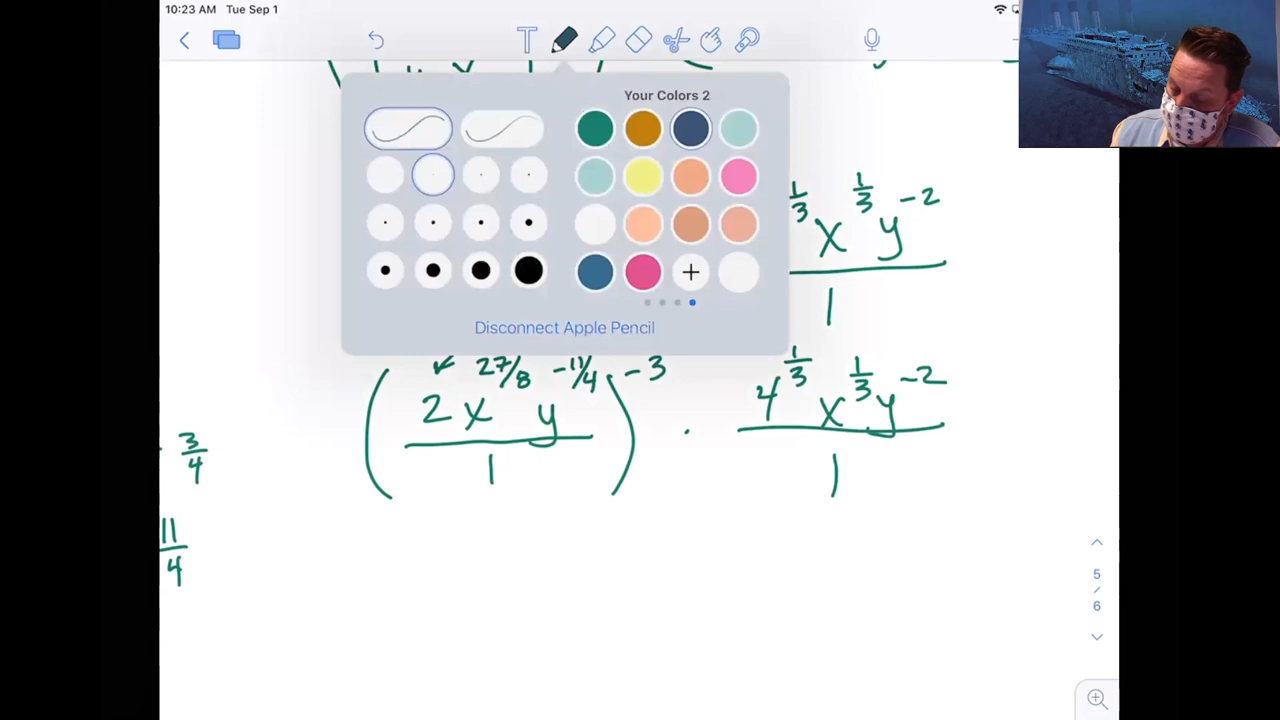 10:23 AM Tue Sep 1
T
Your Colors 2
+
Disconnect Apple Pencil
1/3 x^(1/3) y^(-2)
1
(2 x^(27/8) y^(-11/4))^(-3) · 4^(1/3) x^(1/3) y^(-2)
1 1
3/4
11/4
5
/
6